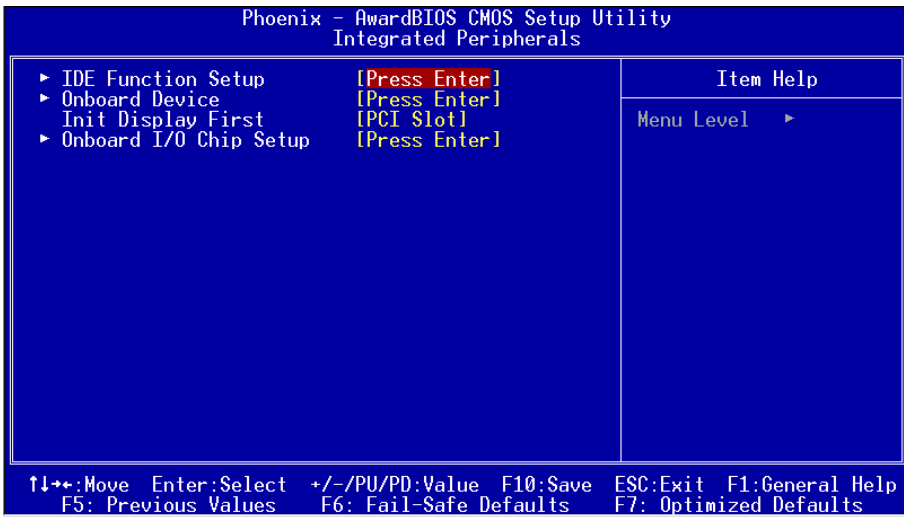 Phoenix - AwardBIOS CMOS Setup Utility
Integrated Peripherals
► IDE Function Setup [Press Enter]
► Onboard Device [Press Enter]
Init Display First [PCI Slot]
► Onboard I/O Chip Setup [Press Enter]
Item Help
Menu Level ►
↑↓→←:Move Enter:Select +/-/PU/PD:Value F10:Save ESC:Exit F1:General Help
F5: Previous Values F6: Fail-Safe Defaults F7: Optimized Defaults